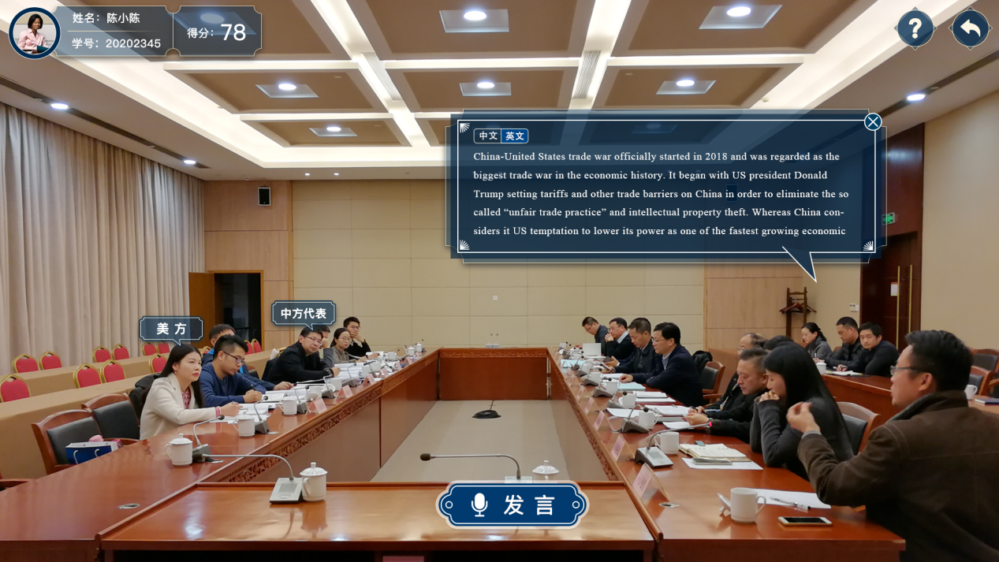 姓名：陈小陈
学号：20202345
得分：78
中文 英文
China-United States trade war officially started in 2018 and was regarded as the
biggest trade war in the economic history. It began with US president Donald
Trump setting tariffs and other trade barriers on China in order to eliminate the so
called “unfair trade practice” and intellectual property theft. Whereas China con-
siders it US temptation to lower its power as one of the fastest growing economic
中方代表
美方
发言